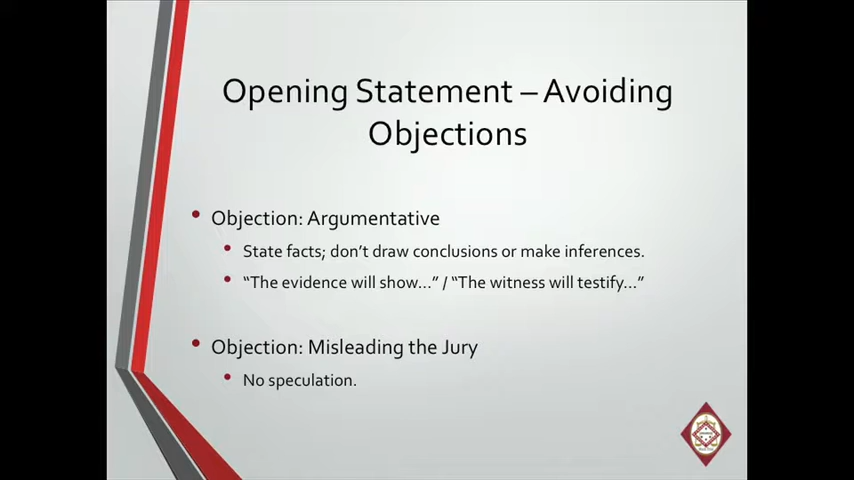 Opening Statement – Avoiding
Objections
• Objection: Argumentative
• State facts; don’t draw conclusions or make inferences.
• “The evidence will show...” / “The witness will testify...”
• Objection: Misleading the Jury
• No speculation.